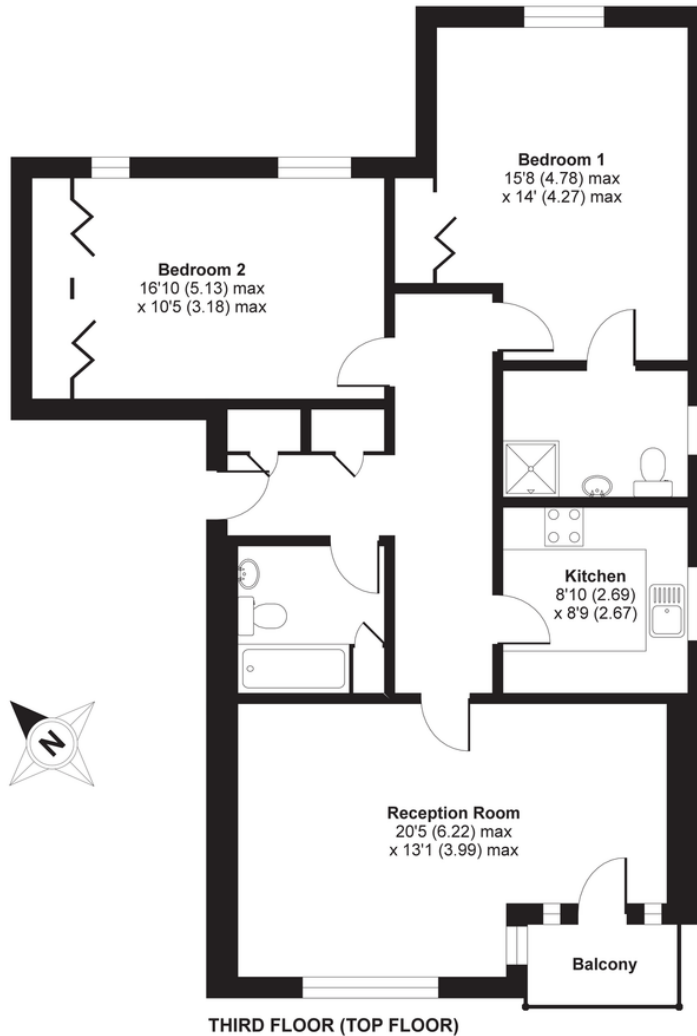 Bedroom 1
15'8 (4.78) max
x 14' (4.27) max
Bedroom 2
16'10 (5.13) max
x 10'5 (3.18) max
Kitchen
8'10 (2.69)
x 8'9 (2.67)
N
Reception Room
20'5 (6.22) max
x 13'1 (3.99) max
Balcony
THIRD FLOOR (TOP FLOOR)